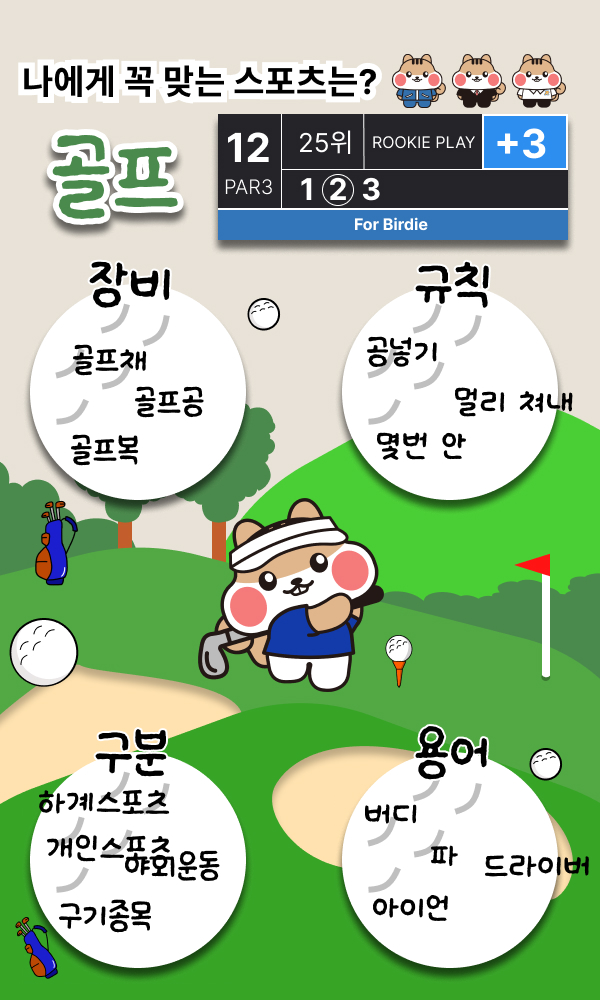 나에게 꼭 맞는 스포츠는?
골프
12
PAR3
25위
ROOKIE PLAY
+3
1 2 3
For Birdie
장비
골프채
골프공
골프복
규칙
공넣기
멀리 쳐내
몇번 안
구분
하계스포츠
개인스포츠
야외운동
구기종목
용어
버디
파
드라이버
아이언